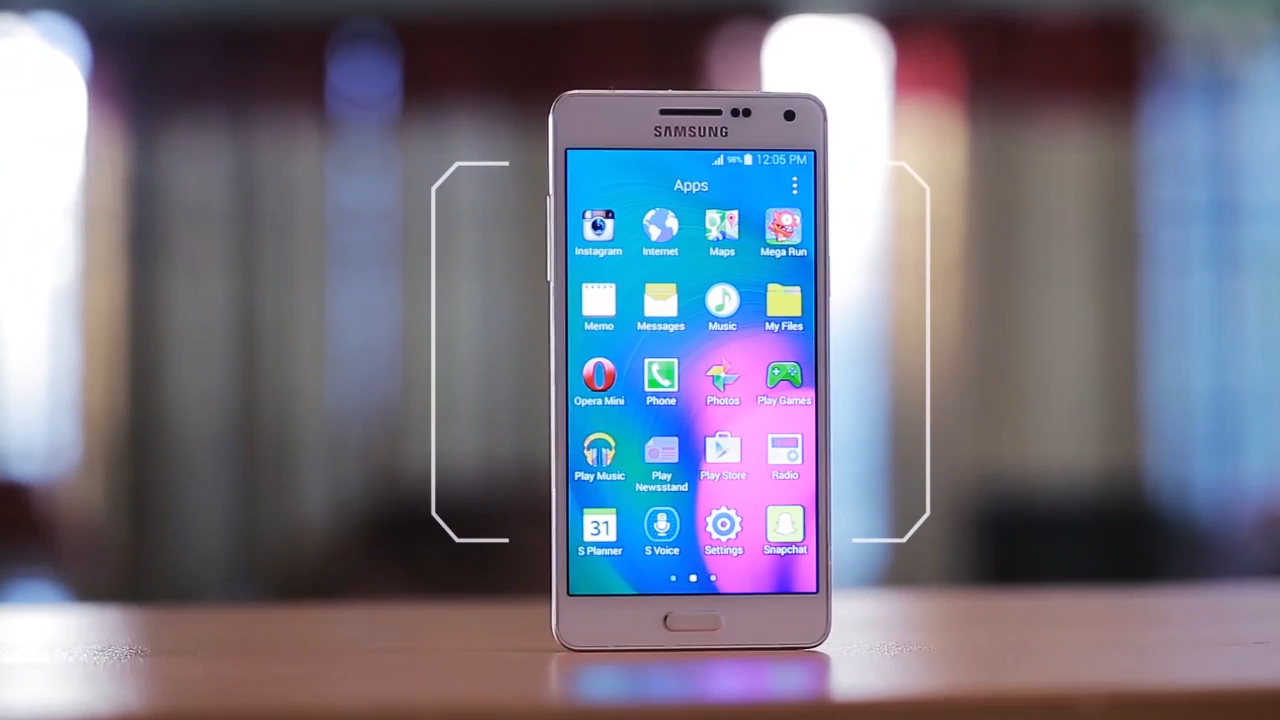 SAMSUNG
98% 12:05 PM
Apps
Instagram Internet Maps Mega Run
Memo Messages Music My Files
Opera Mini Phone Photos Play Games
Play Music Play Newsstand Play Store Radio
31
S Planner S Voice Settings Snapchat